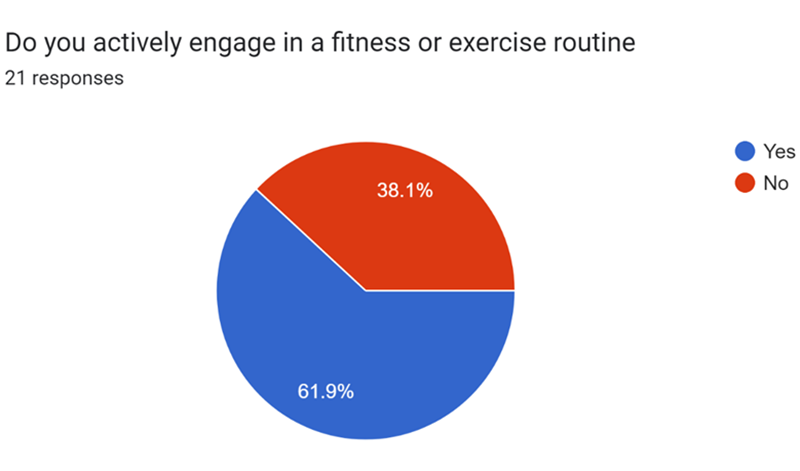 Do you actively engage in a fitness or exercise routine
21 responses
Yes
No
38.1%
61.9%